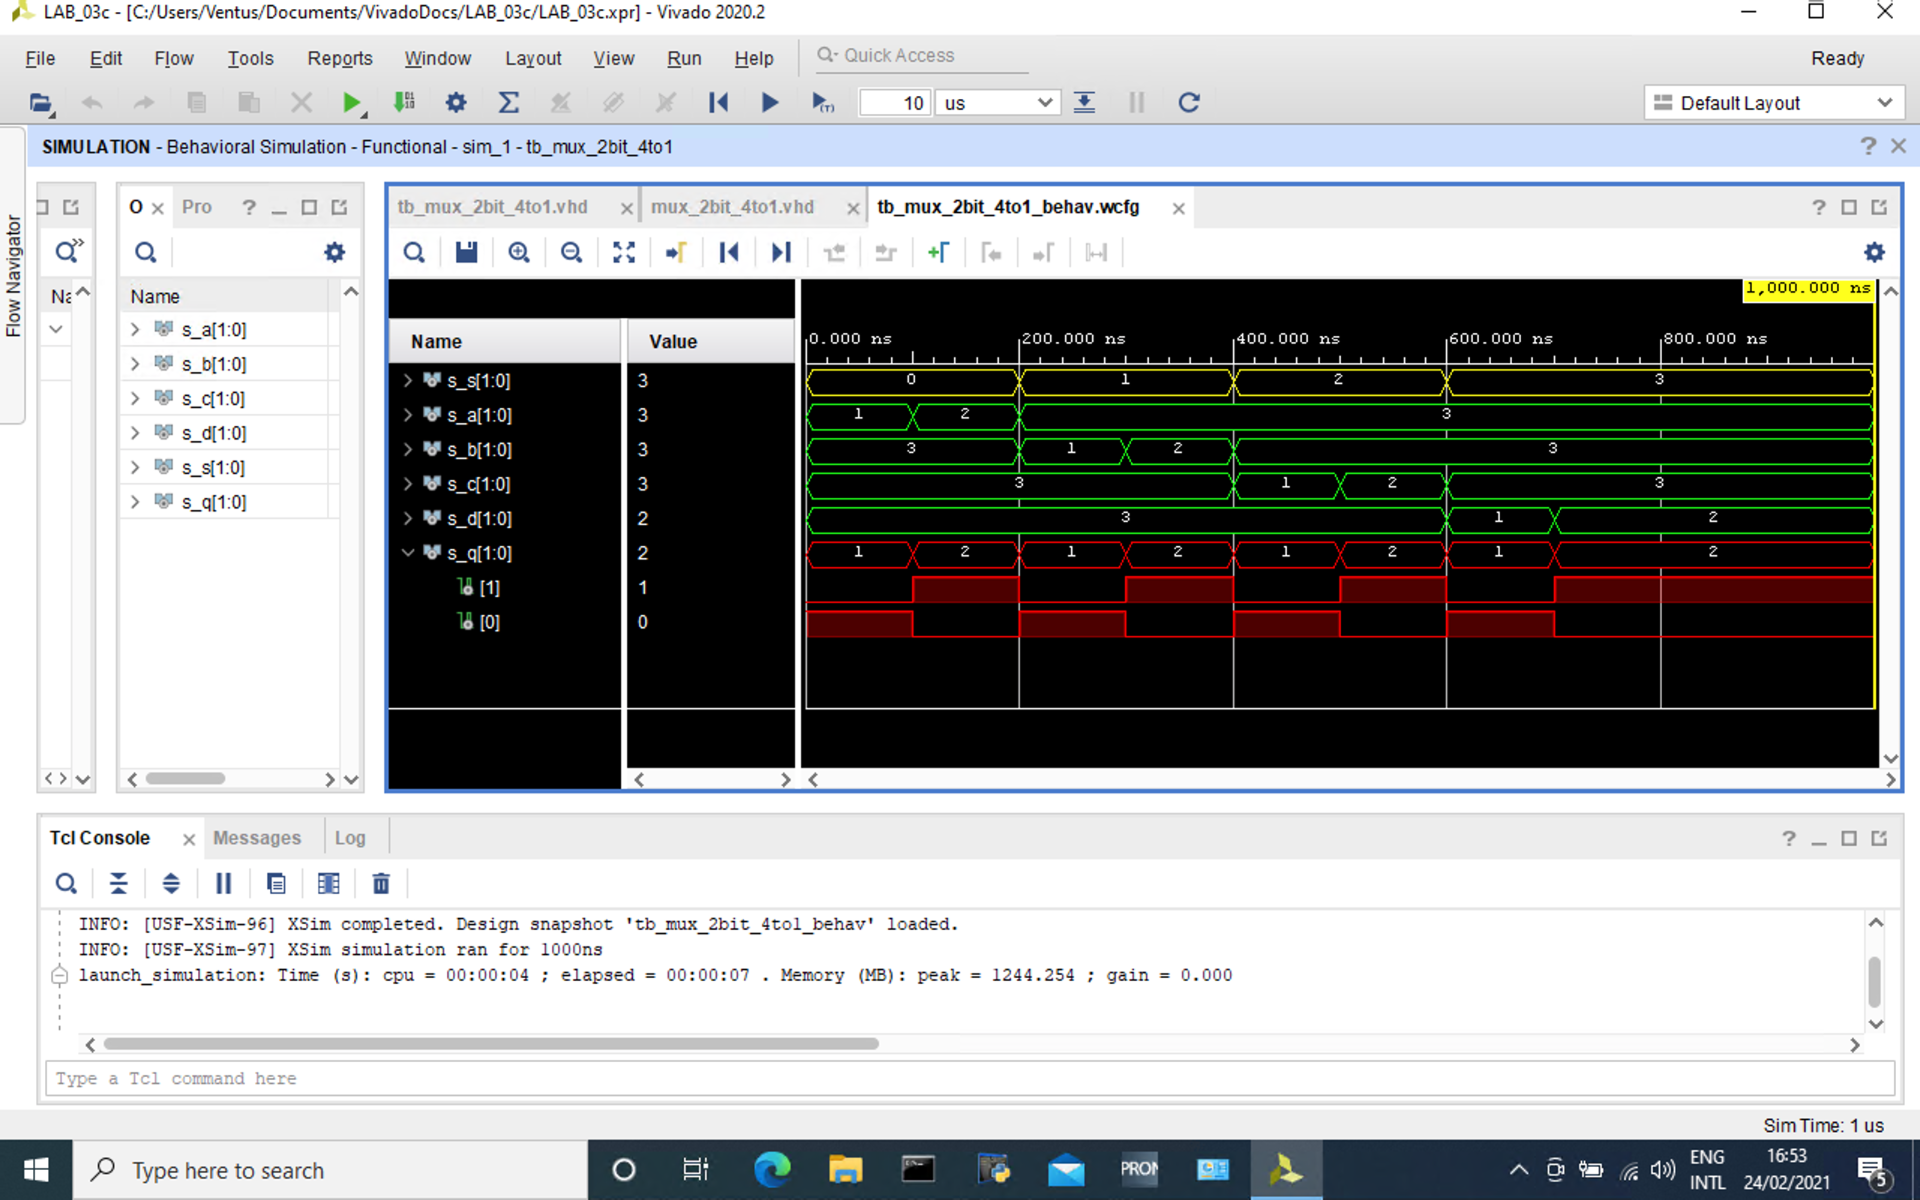 LAB_03c - [C:/Users/Ventus/Documents/VivadoDocs/LAB_03c/LAB_03c.xpr] - Vivado 2020.2
File Edit Flow Tools Reports Window Layout View Run Help Quick Access Ready
10 us Default Layout
Flow Navigator
SIMULATION - Behavioral Simulation - Functional - sim_1 - tb_mux_2bit_4to1
O Pro
Na
Name
s_a[1:0]
s_b[1:0]
s_c[1:0]
s_d[1:0]
s_s[1:0]
s_q[1:0]
tb_mux_2bit_4to1.vhd mux_2bit_4to1.vhd tb_mux_2bit_4to1_behav.wcfg
1,000.000 ns
Name Value 0.000 ns 200.000 ns 400.000 ns 600.000 ns 800.000 ns
s_s[1:0] 3 0 1 2 3
s_a[1:0] 3 1 2 3
s_b[1:0] 3 3 1 2 3
s_c[1:0] 3 3 1 2 3
s_d[1:0] 2 3 1 2
s_q[1:0] 2 1 2 1 2 1 2 1 2
[1] 1
[0] 0
Tcl Console Messages Log
INFO: [USF-XSim-96] XSim completed. Design snapshot 'tb_mux_2bit_4to1_behav' loaded.
INFO: [USF-XSim-97] XSim simulation ran for 1000ns
launch_simulation: Time (s): cpu = 00:00:04 ; elapsed = 00:00:07 . Memory (MB): peak = 1244.254 ; gain = 0.000
Type a Tcl command here
Sim Time: 1 us
Type here to search
PRON
ENG
INTL
16:53
24/02/2021
5